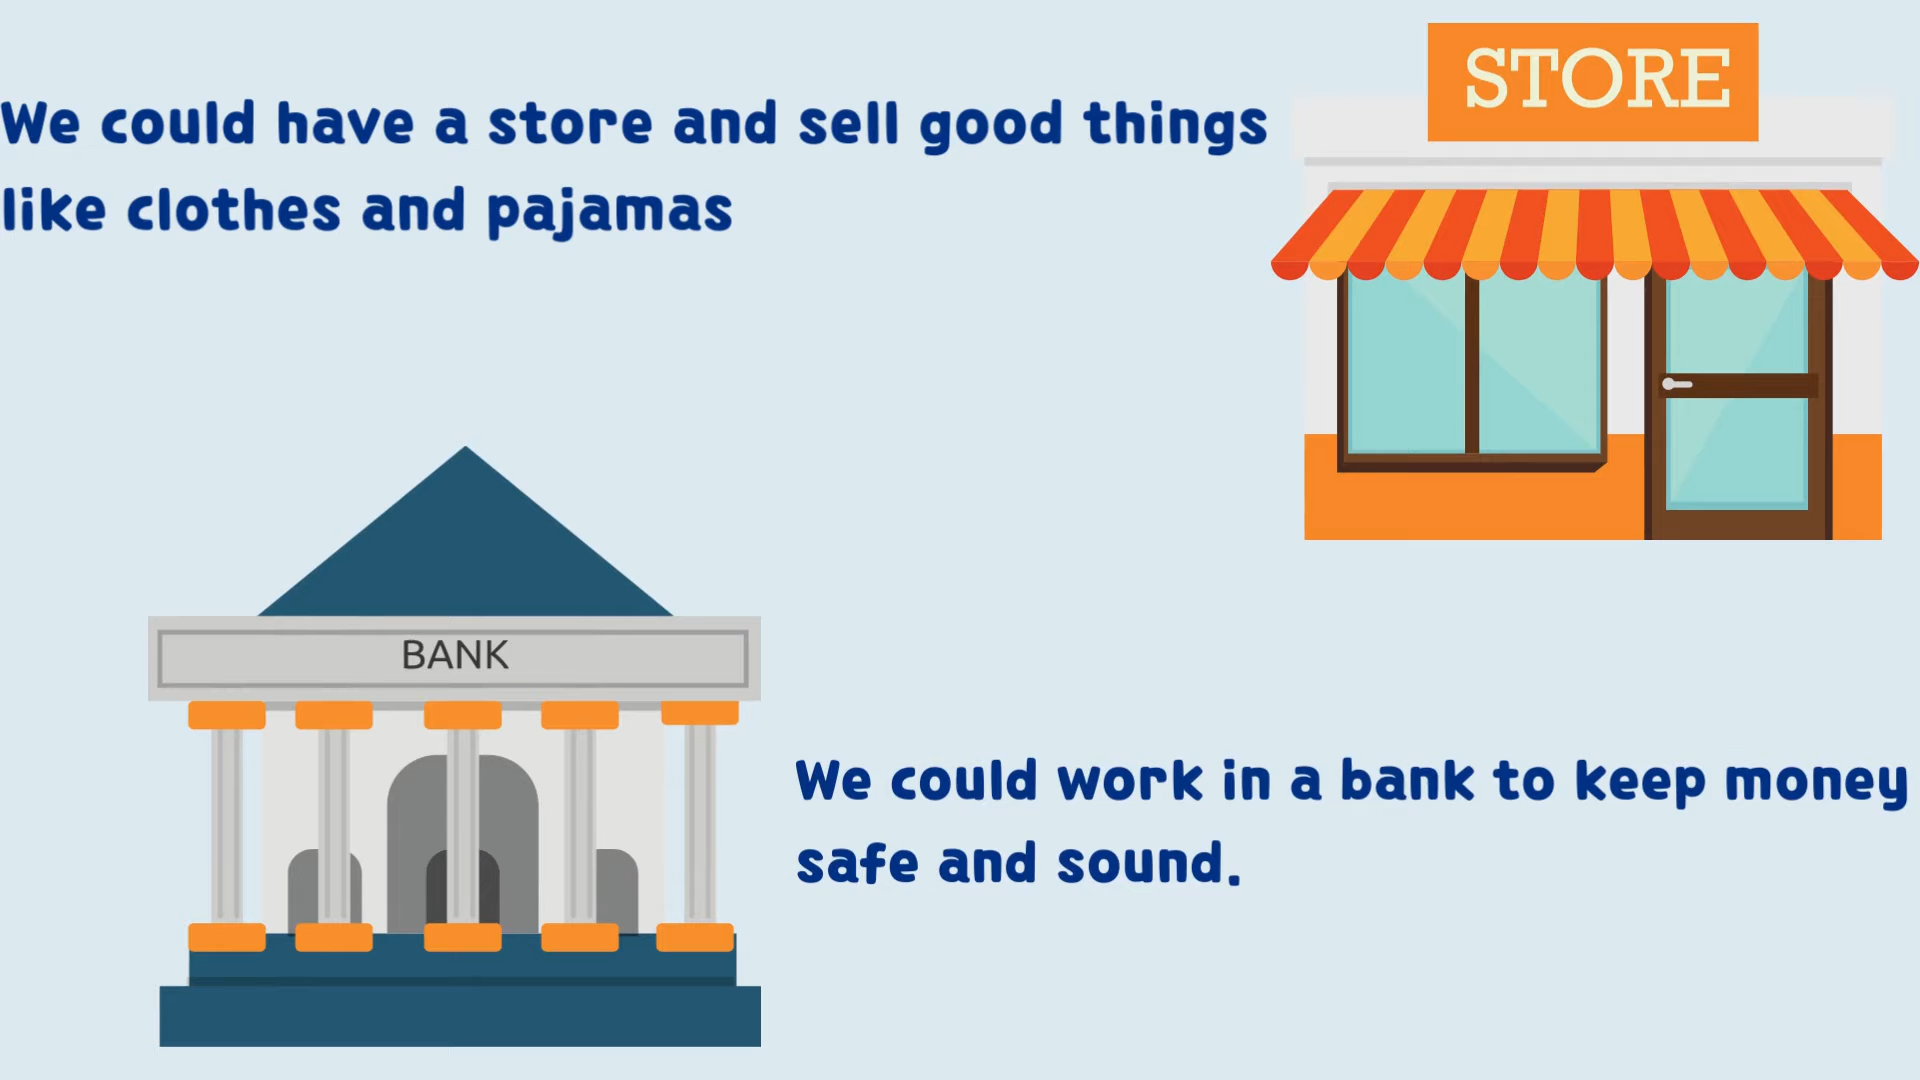 STORE
We could have a store and sell good things
like clothes and pajamas
BANK
We could work in a bank to keep money
safe and sound.